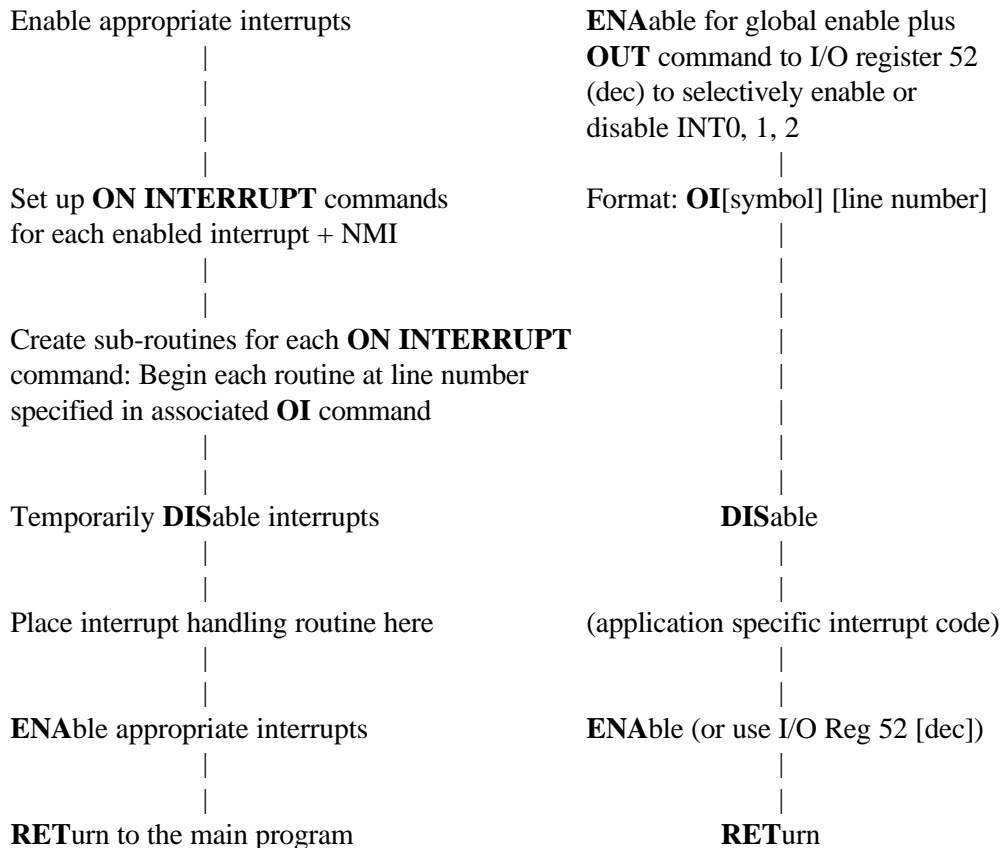 Enable appropriate interrupts
ENAable for global enable plus
OUT command to I/O register 52
(dec) to selectively enable or
disable INT0, 1, 2
Set up ON INTERRUPT commands
for each enabled interrupt + NMI
Format: OI[symbol] [line number]
Create sub-routines for each ON INTERRUPT
command: Begin each routine at line number
specified in associated OI command
Temporarily DISable interrupts
DISable
Place interrupt handling routine here
(application specific interrupt code)
ENAble appropriate interrupts
ENAble (or use I/O Reg 52 [dec])
RETurn to the main program
RETurn